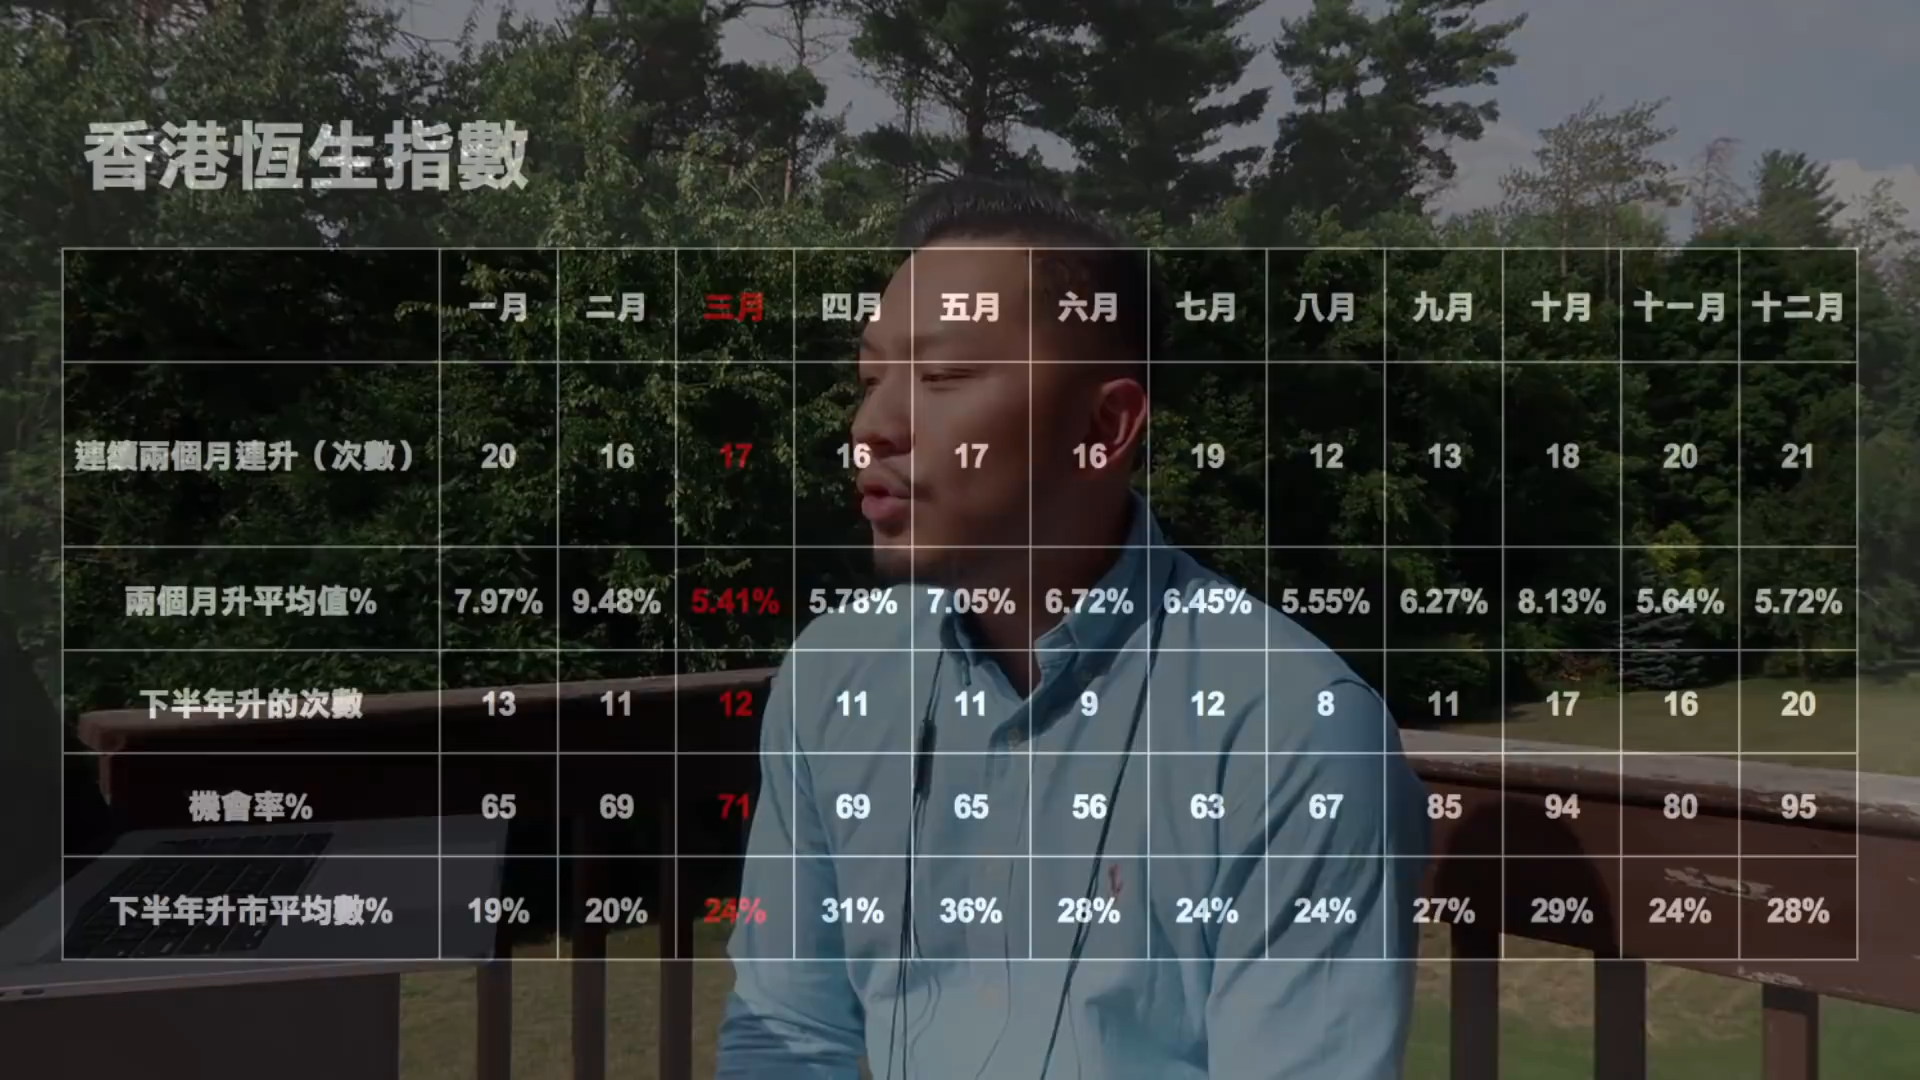 香港恆生指數
一月 二月 三月 四月 五月 六月 七月 八月 九月 十月 十一月 十二月
連續兩個月連升（次數） 20 16 17 16 17 16 19 12 13 18 20 21
兩個月升平均值% 7.97% 9.48% 5.41% 5.78% 7.05% 6.72% 6.45% 5.55% 6.27% 8.13% 5.64% 5.72%
下半年升的次數 13 11 12 11 11 9 12 8 11 17 16 20
機會率% 65 69 71 69 65 56 63 67 85 94 80 95
下半年升市平均數% 19% 20% 24% 31% 36% 28% 24% 24% 27% 29% 24% 28%